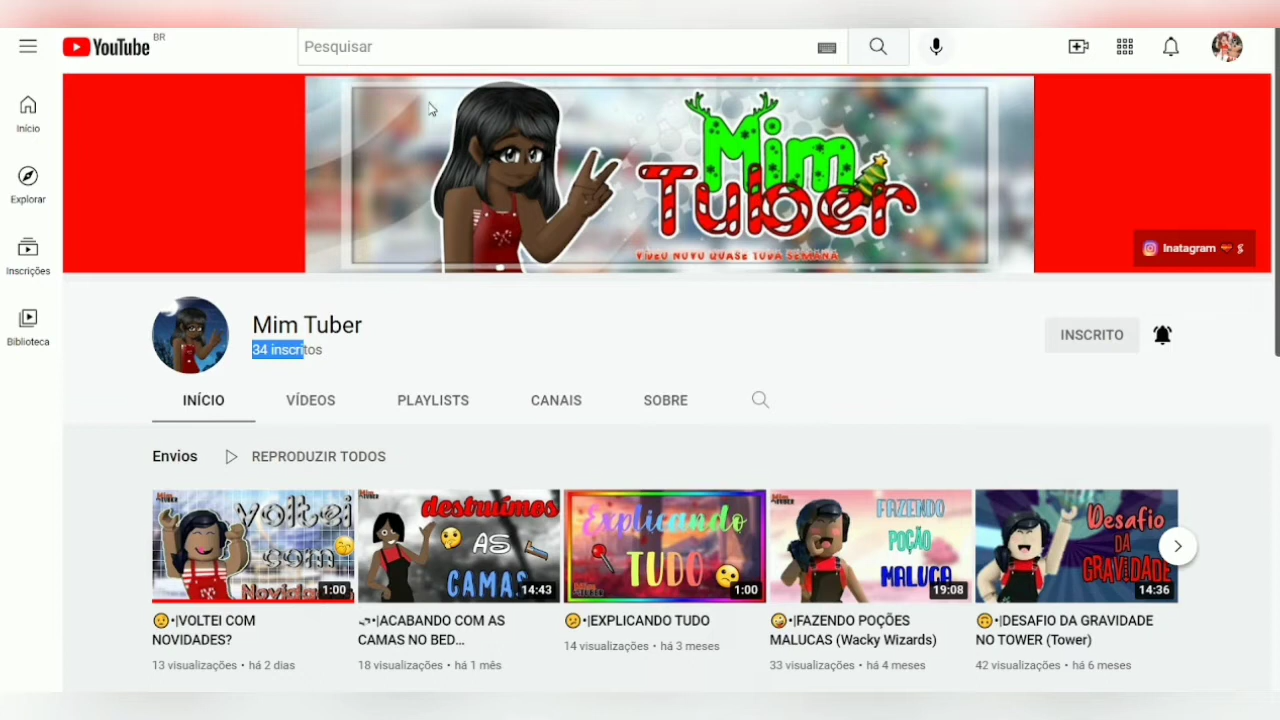 YouTube BR
Pesquisar
Início
Explorar
Inscrições
Biblioteca
Mim
Tuber
VÍDEO NOVO QUASE TODA SEMANA
Inatagram
Mim Tuber
34 inscritos
INSCRITO
INÍCIO
VÍDEOS
PLAYLISTS
CANAIS
SOBRE
Envios
REPRODUZIR TODOS
voltei
com
Novidades
1:00
destruímos
AS
CAMAS
14:43
Explicando
TUDO
1:00
FAZENDO
POÇÃO
MALUCA
19:08
Desafio
DA
GRAVIDADE
14:36
🤨•|VOLTEI COM
NOVIDADES?
13 visualizações • há 2 dias
•|ACABANDO COM AS
CAMAS NO BED...
18 visualizações • há 1 mês
😕•|EXPLICANDO TUDO
14 visualizações • há 3 meses
🤪•|FAZENDO POÇÕES
MALUCAS (Wacky Wizards)
33 visualizações • há 4 meses
🙃•|DESAFIO DA GRAVIDADE
NO TOWER (Tower)
42 visualizações • há 6 meses